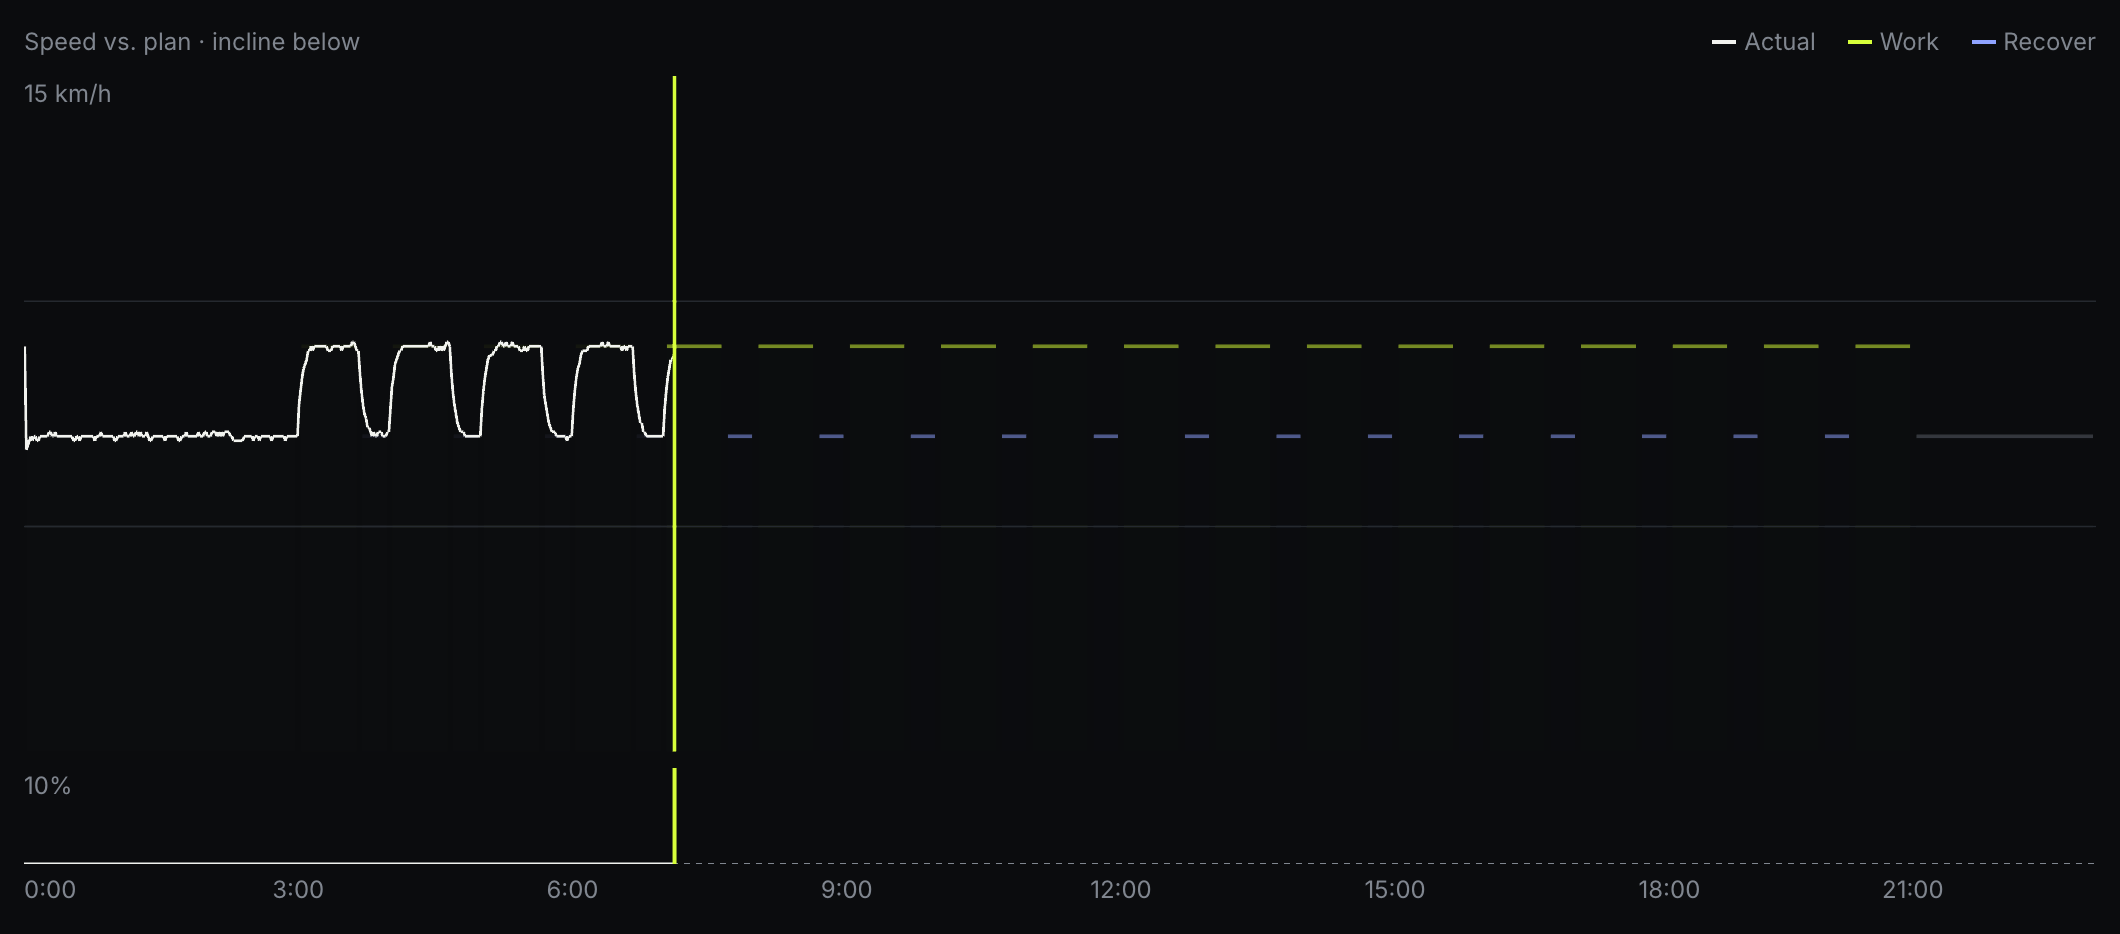 Speed vs. plan · incline below
Actual Work Recover
15 km/h
10%
0:00 3:00 6:00 9:00 12:00 15:00 18:00 21:00